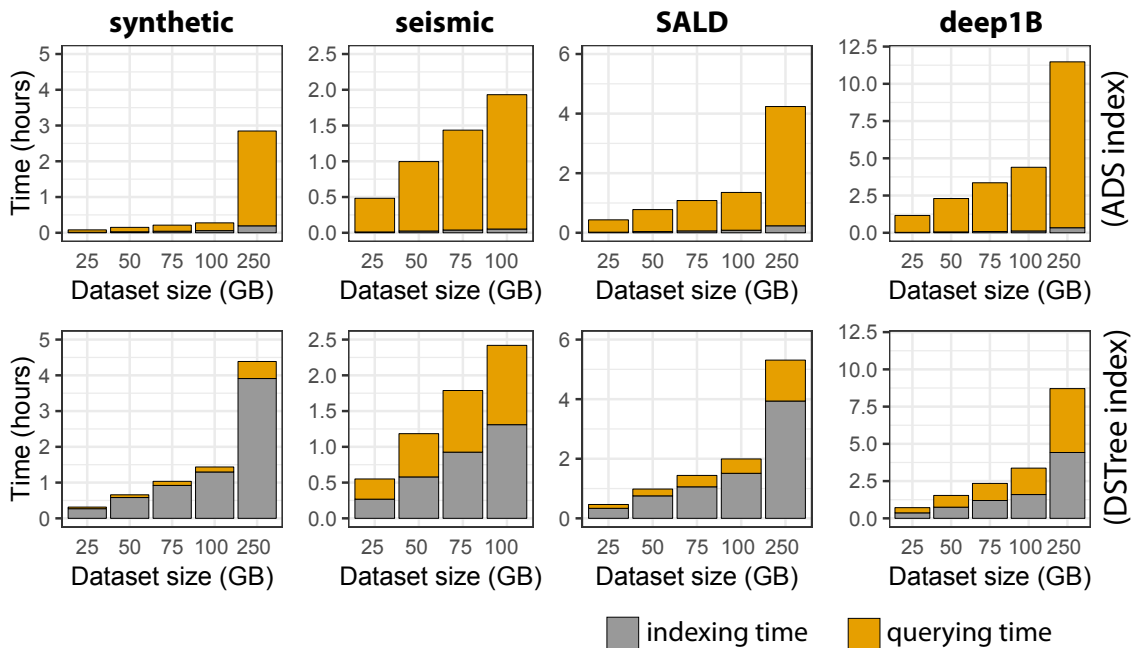 synthetic
seismic
SALD
deep1B
Time (hours)
5
4
3
2
1
0
25 50 75 100 250
Dataset size (GB)
2.5
2.0
1.5
1.0
0.5
0.0
25 50 75 100
Dataset size (GB)
6
4
2
0
25 50 75 100 250
Dataset size (GB)
12.5
10.0
7.5
5.0
2.5
0.0
25 50 75 100 250
Dataset size (GB)
(ADS index)
Time (hours)
5
4
3
2
1
0
25 50 75 100 250
Dataset size (GB)
2.5
2.0
1.5
1.0
0.5
0.0
25 50 75 100
Dataset size (GB)
6
4
2
0
25 50 75 100 250
Dataset size (GB)
12.5
10.0
7.5
5.0
2.5
0.0
25 50 75 100 250
Dataset size (GB)
(DSTree index)
indexing time
querying time